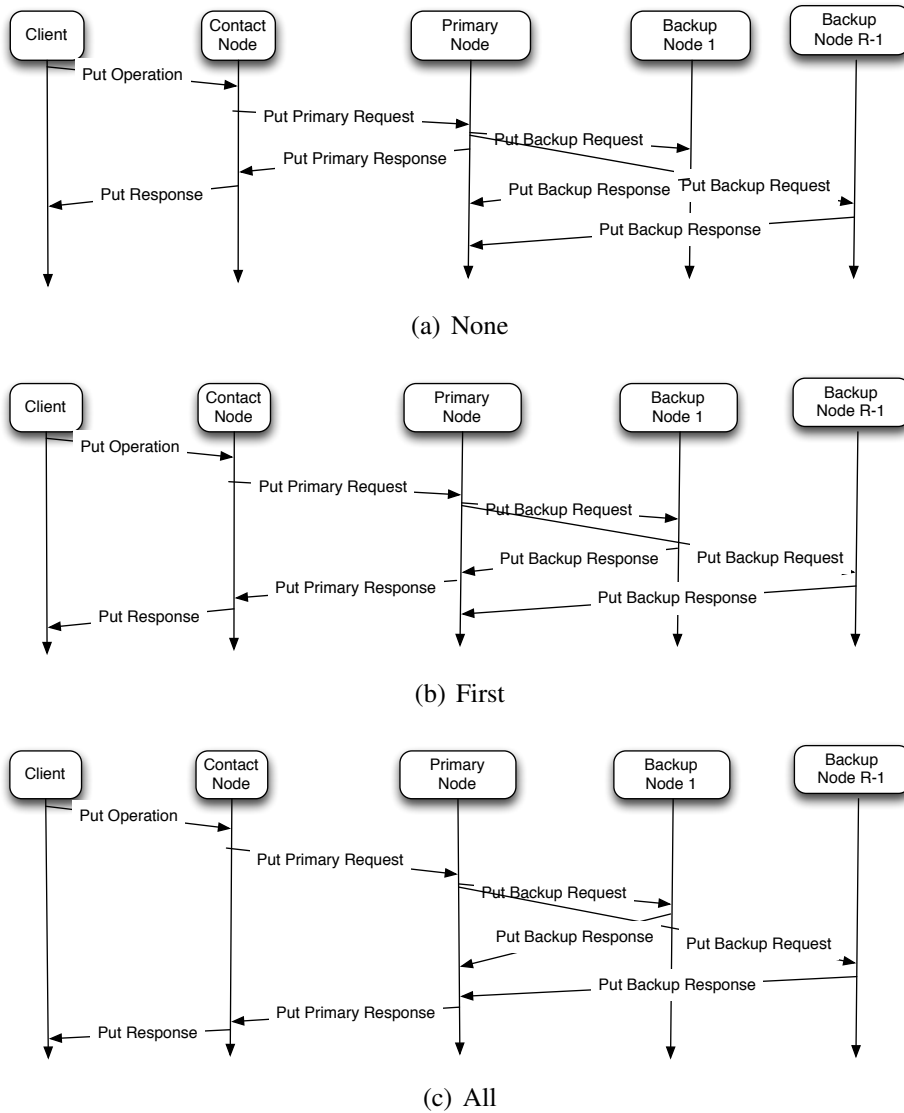 Client
Contact
Node
Primary
Node
Backup
Node 1
Backup
Node R-1
Put Operation
Put Primary Request
Put Backup Request
Put Primary Response
Put Backup Response
Put Backup Request
Put Response
Put Backup Response
(a) None
Client
Contact
Node
Primary
Node
Backup
Node 1
Backup
Node R-1
Put Operation
Put Primary Request
Put Backup Request
Put Backup Response
Put Backup Request
Put Primary Response
Put Backup Response
Put Response
(b) First
Client
Contact
Node
Primary
Node
Backup
Node 1
Backup
Node R-1
Put Operation
Put Primary Request
Put Backup Request
Put Backup Response
Put Backup Request
Put Backup Response
Put Primary Response
Put Response
(c) All